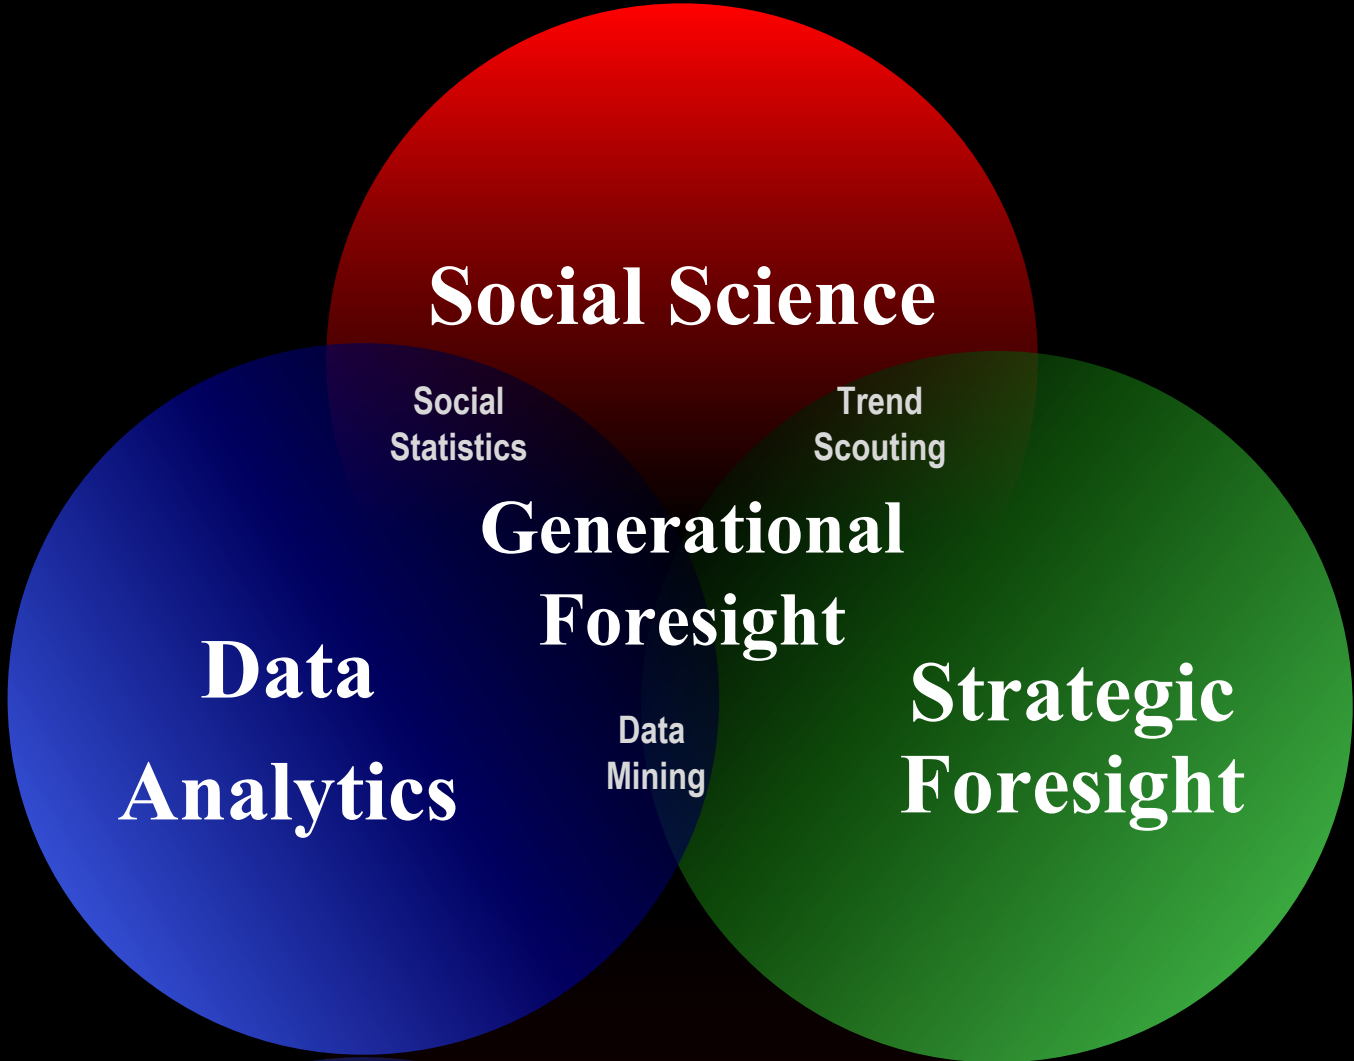 Social Science
Social
Statistics
Trend
Scouting
Generational
Foresight
Data
Analytics
Data
Mining
Strategic
Foresight